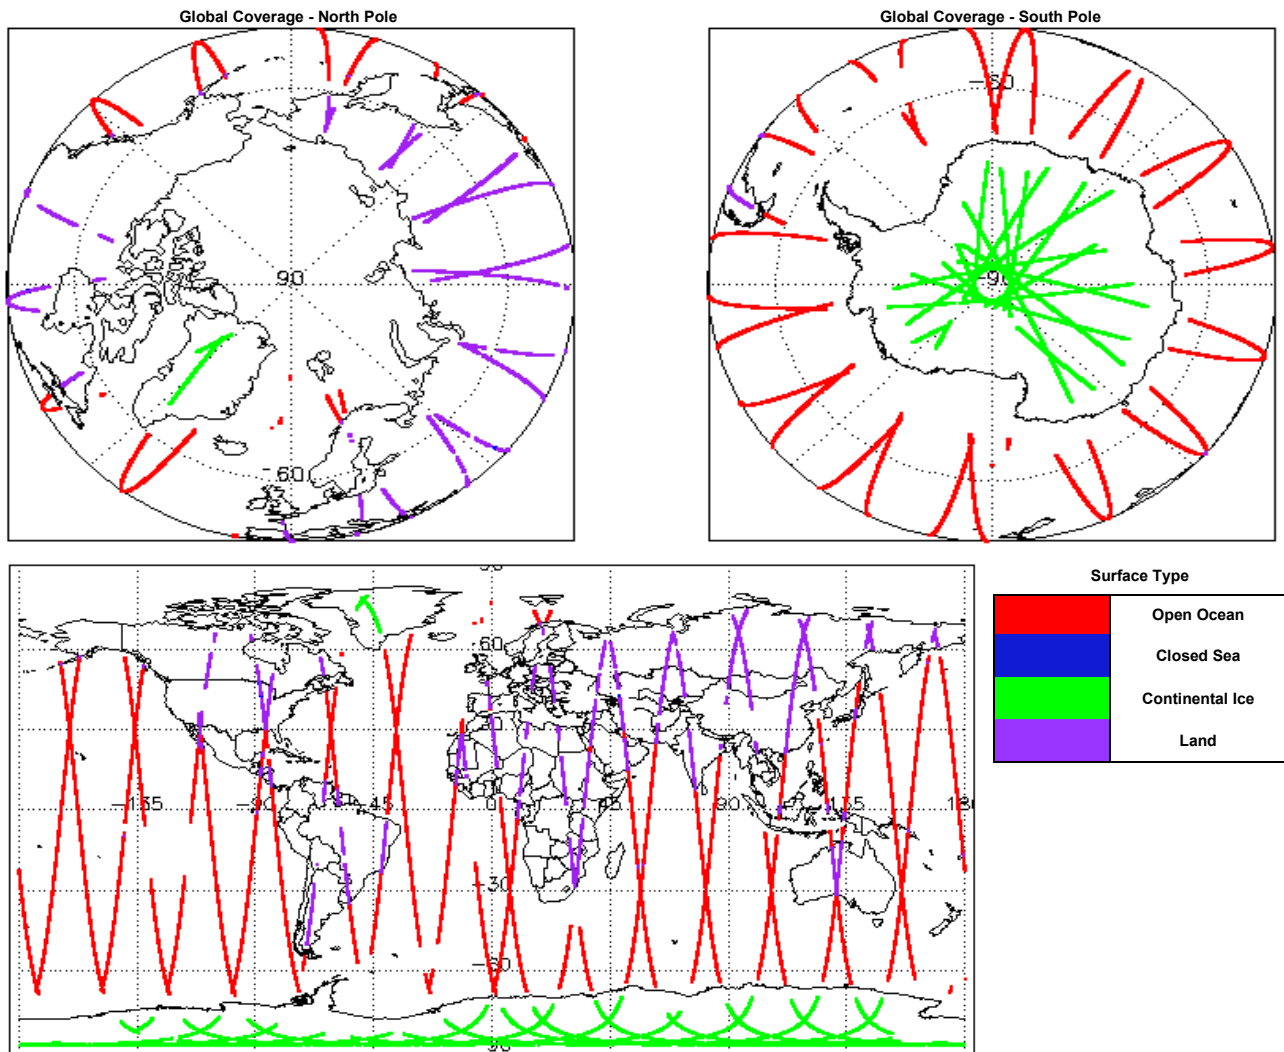 Global Coverage - North Pole
Global Coverage - South Pole
90
60
90
Surface Type
Open Ocean
Closed Sea
Continental Ice
Land
60
-135
-90
45
0
45
90
135
180
-30
-60